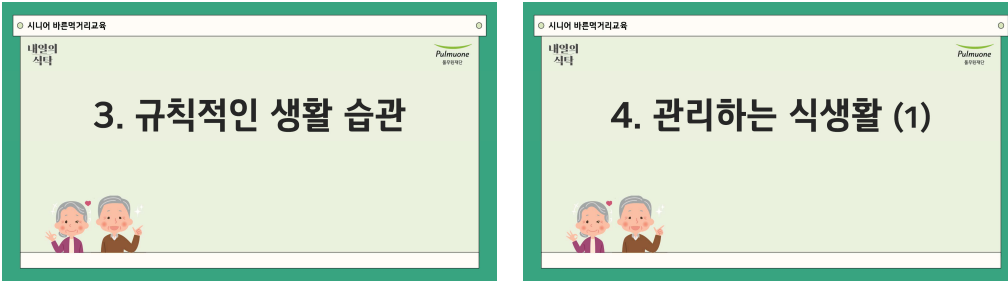 시니어 바른먹거리교육
내일의
식탁
Pulmuone
풀무원재단
3. 규칙적인 생활 습관
시니어 바른먹거리교육
내일의
식탁
Pulmuone
풀무원재단
4. 관리하는 식생활 (1)